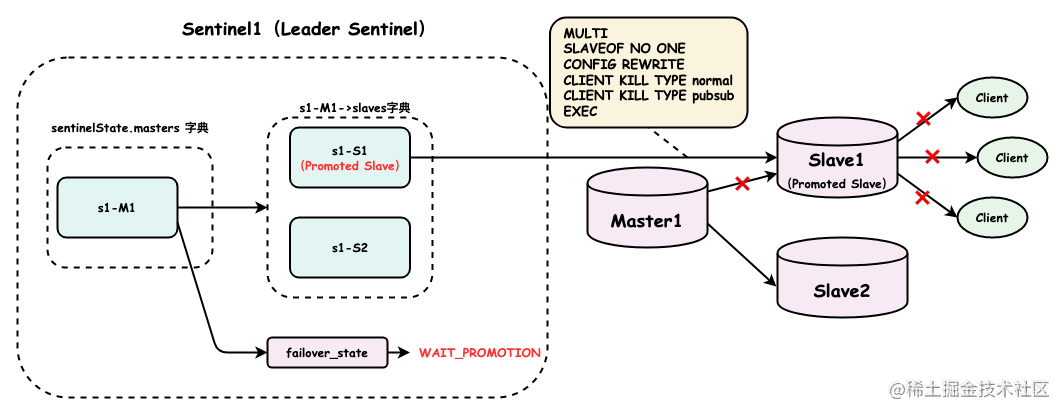 Sentinel1（Leader Sentinel）
MULTI
SLAVEOF NO ONE
CONFIG REWRITE
CLIENT KILL TYPE normal
CLIENT KILL TYPE pubsub
EXEC
s1-M1->slaves字典
sentinelState.masters 字典
s1-S1
（Promoted Slave）
s1-M1
s1-S2
failover_state
WAIT_PROMOTION
Master1
Slave1
（Promoted Slave）
Slave2
Client
Client
Client
@稀土掘金技术社区